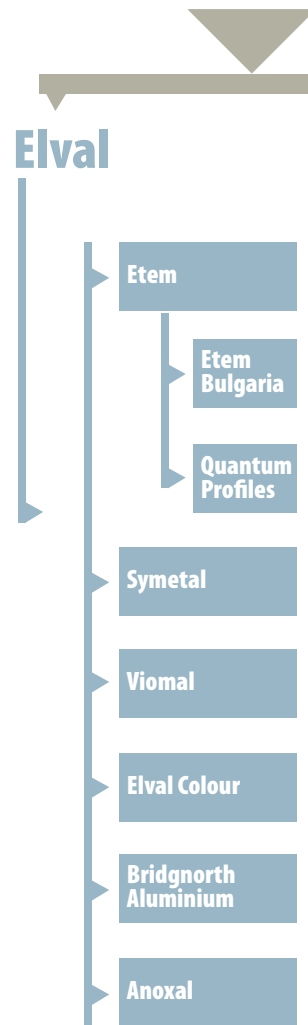 Elval
Etem
Etem
Bulgaria
Quantum
Profiles
Symetal
Viomal
Elval Colour
Bridgnorth
Aluminium
Anoxal